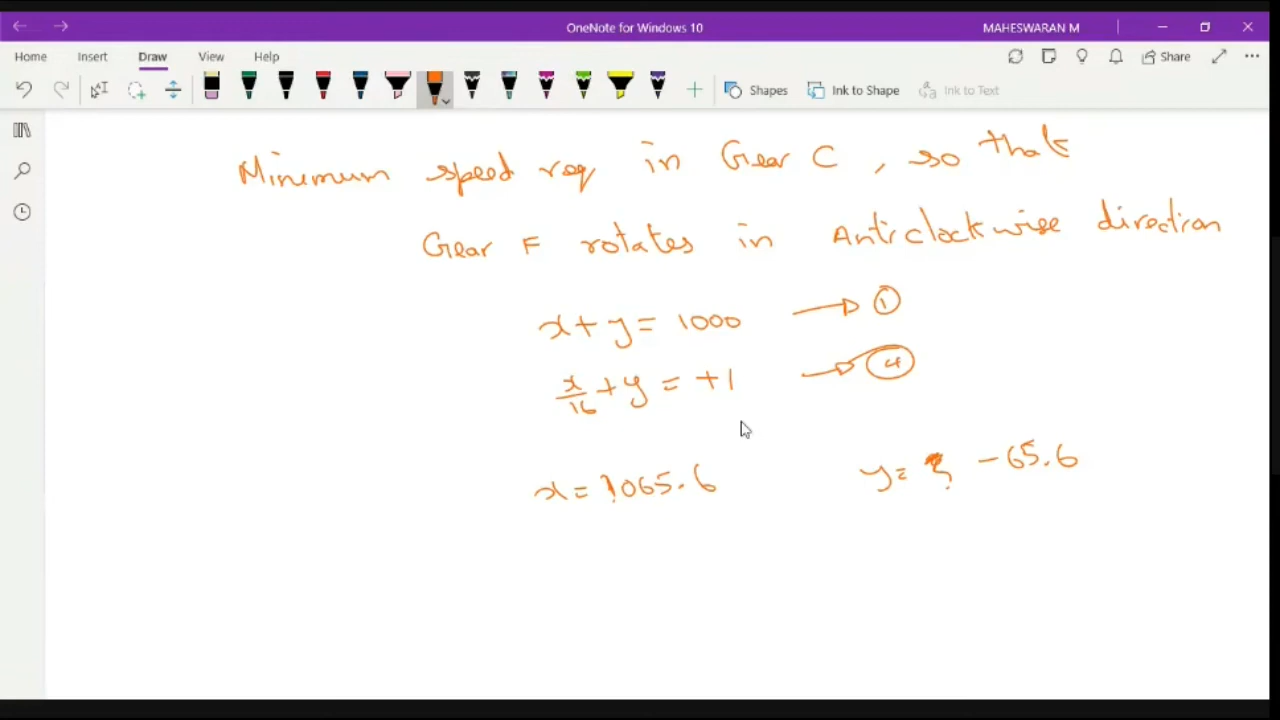 OneNote for Windows 10
MAHESWARAN M
Home Insert Draw View Help
Share
Shapes Ink to Shape Ink to Text
Minimum speed req in Gear C, so that
Gear F rotates in Anticlockwise direction
x + y = 1000 → ①
x/16 + y = +1 → ④
x = 1065.6 y = -65.6